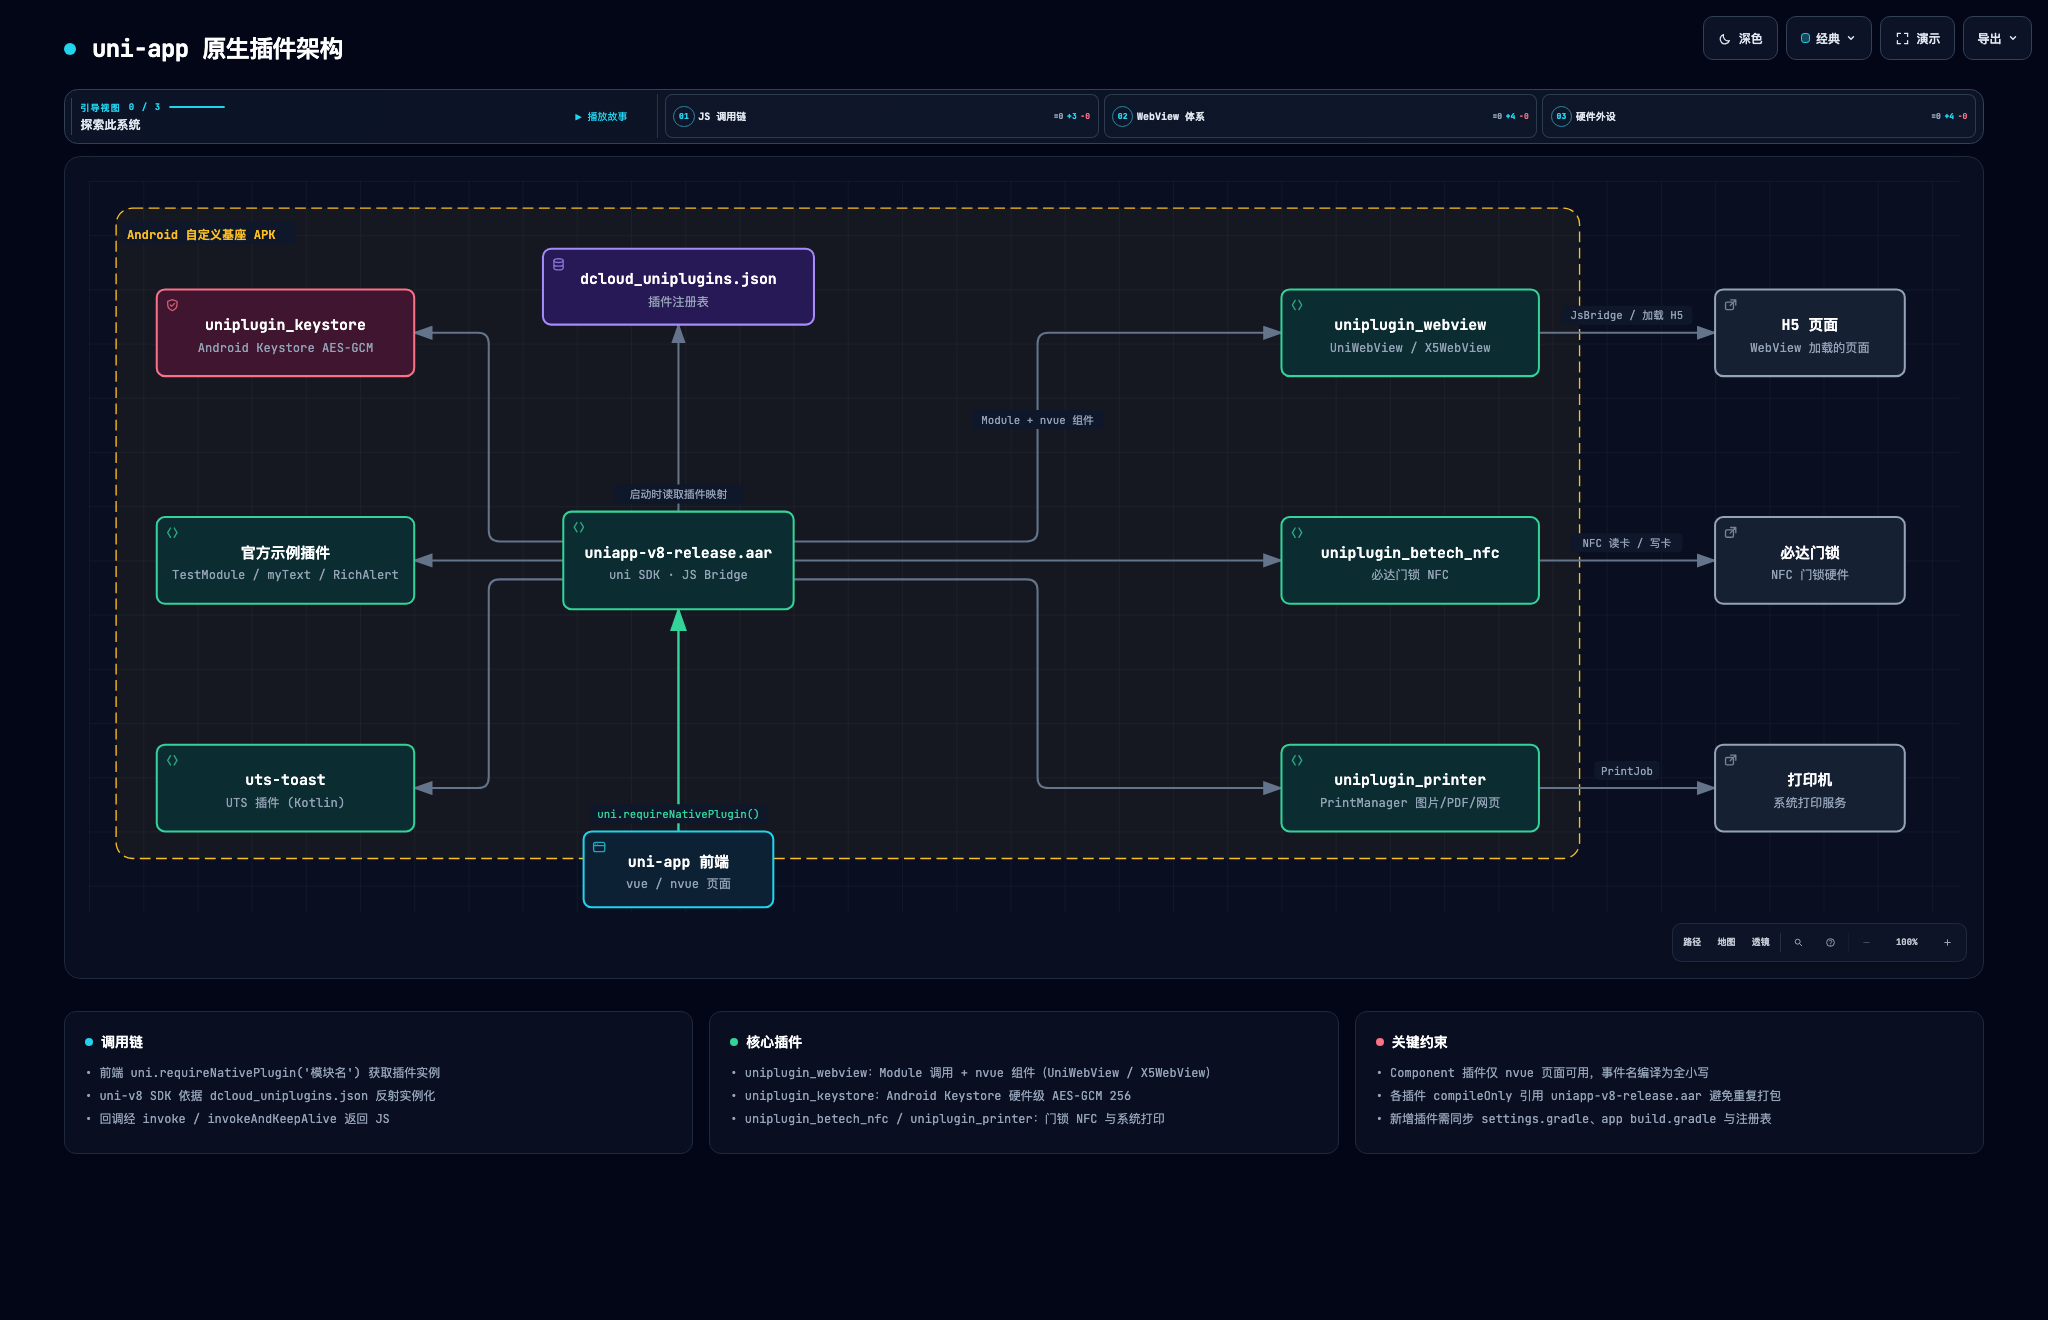 uni-app 原生插件架构
深色
经典
演示
导出
引导视图 0 / 3
探索此系统
▶ 播放故事
01 JS 调用链
=0 +3 -0
02 WebView 体系
=0 +4 -0
03 硬件外设
=0 +4 -0
Android 自定义基座 APK
dcloud_uniplugins.json
插件注册表
uniplugin_keystore
Android Keystore AES-GCM
uniplugin_webview
UniWebView / X5WebView
JsBridge / 加载 H5
H5 页面
WebView 加载的页面
Module + nvue 组件
启动时读取插件映射
官方示例插件
TestModule / myText / RichAlert
uniapp-v8-release.aar
uni SDK · JS Bridge
uniplugin_betech_nfc
必达门锁 NFC
NFC 读卡 / 写卡
必达门锁
NFC 门锁硬件
uts-toast
UTS 插件 (Kotlin)
uniplugin_printer
PrintManager 图片/PDF/网页
PrintJob
打印机
系统打印服务
uni.requireNativePlugin()
uni-app 前端
vue / nvue 页面
路径
地图
透镜
− 100% +
调用链
• 前端 uni.requireNativePlugin('模块名') 获取插件实例
• uni-v8 SDK 依据 dcloud_uniplugins.json 反射实例化
• 回调经 invoke / invokeAndKeepAlive 返回 JS
核心插件
• uniplugin_webview: Module 调用 + nvue 组件 (UniWebView / X5WebView)
• uniplugin_keystore: Android Keystore 硬件级 AES-GCM 256
• uniplugin_betech_nfc / uniplugin_printer: 门锁 NFC 与系统打印
关键约束
• Component 插件仅 nvue 页面可用，事件名编译为全小写
• 各插件 compileOnly 引用 uniapp-v8-release.aar 避免重复打包
• 新增插件需同步 settings.gradle、app build.gradle 与注册表